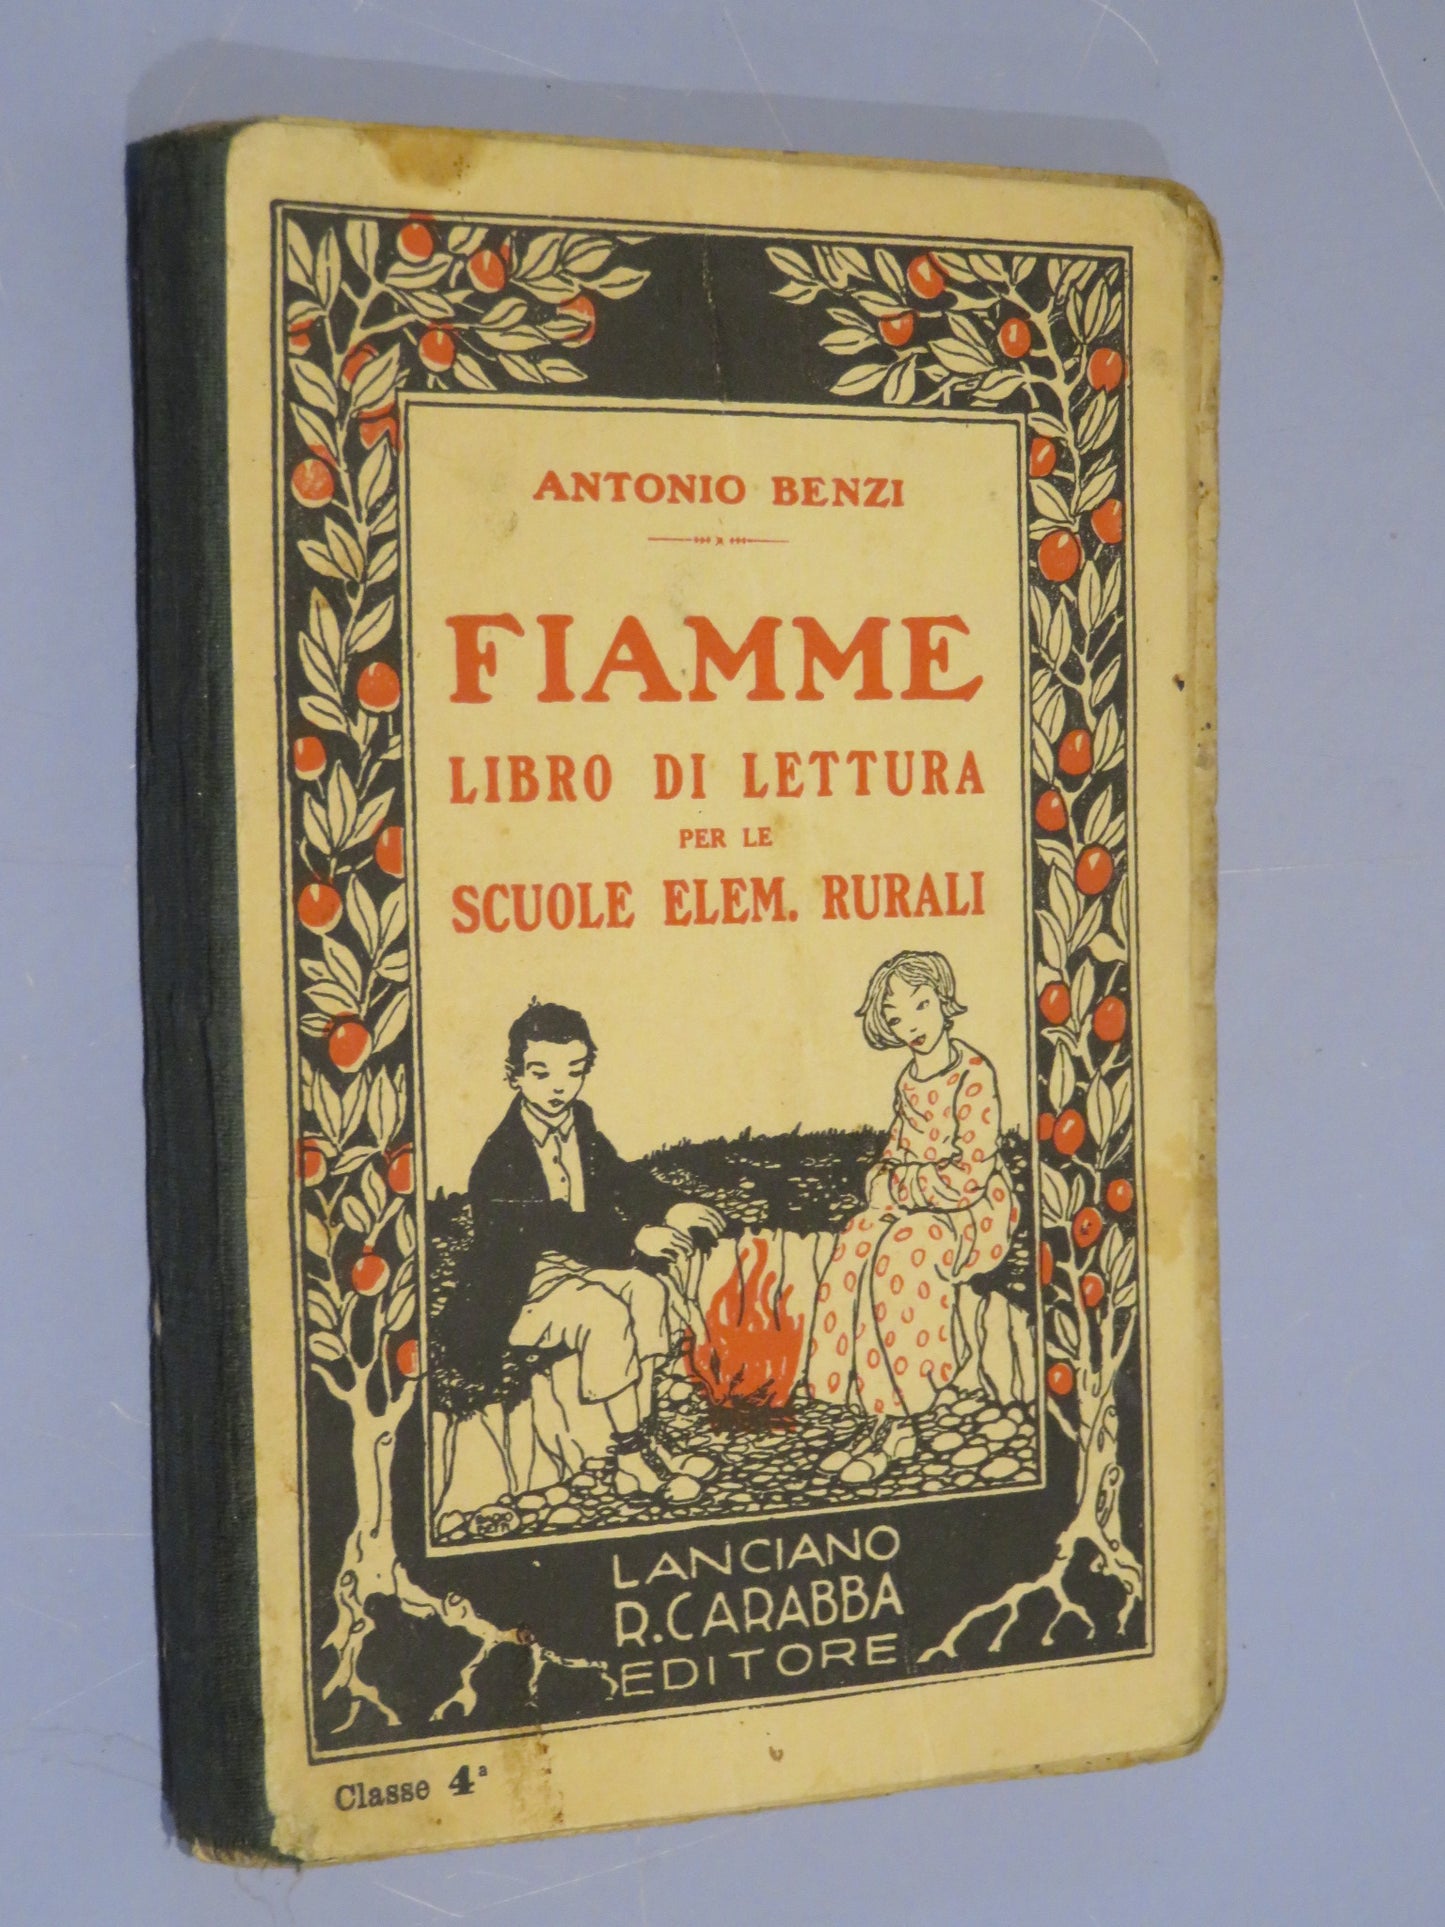 ANTONIO BENZI
FIAMME
LIBRO DI LETTURA
PER LE
SCUOLE ELEM. RURALI
LANCIANO
R. CARABBA
EDITORE
Classe 4ª